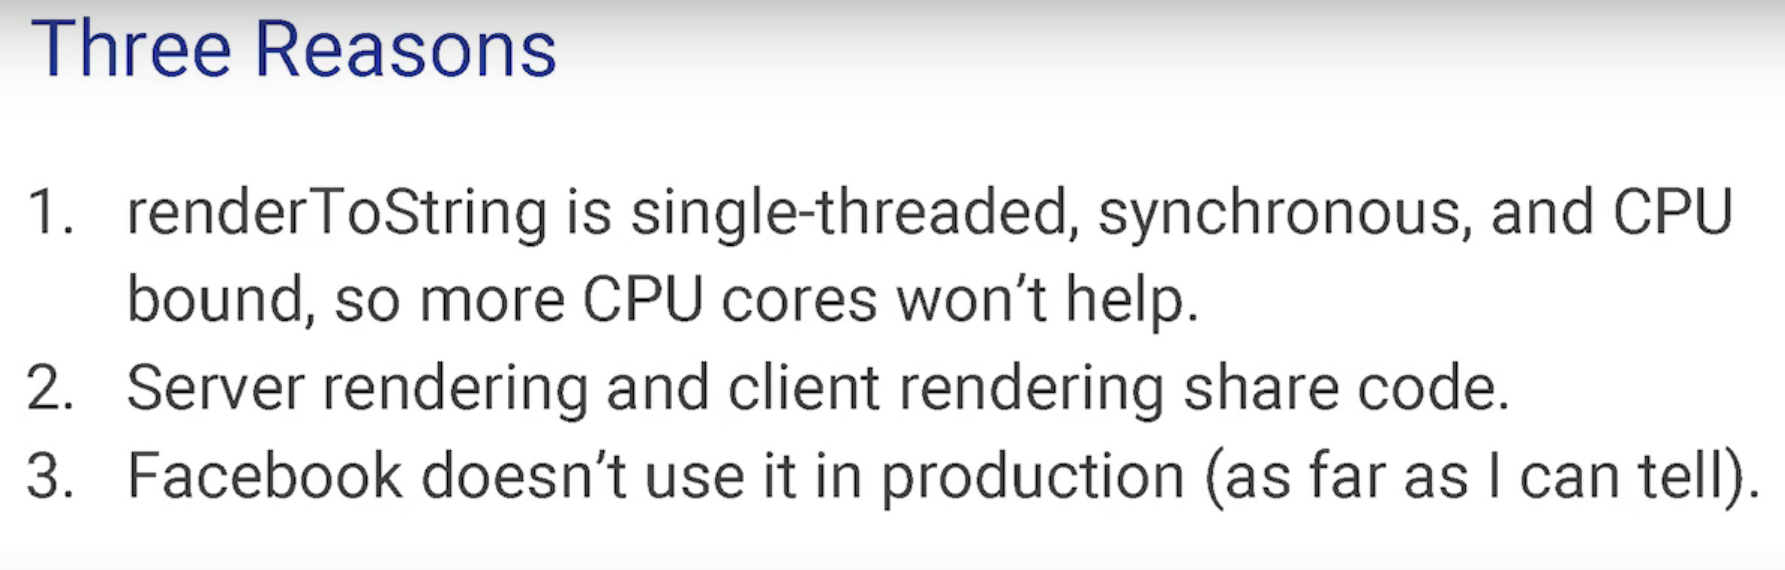 Three Reasons
1. renderToString is single-threaded, synchronous, and CPU
bound, so more CPU cores won’t help.
2. Server rendering and client rendering share code.
3. Facebook doesn’t use it in production (as far as I can tell).